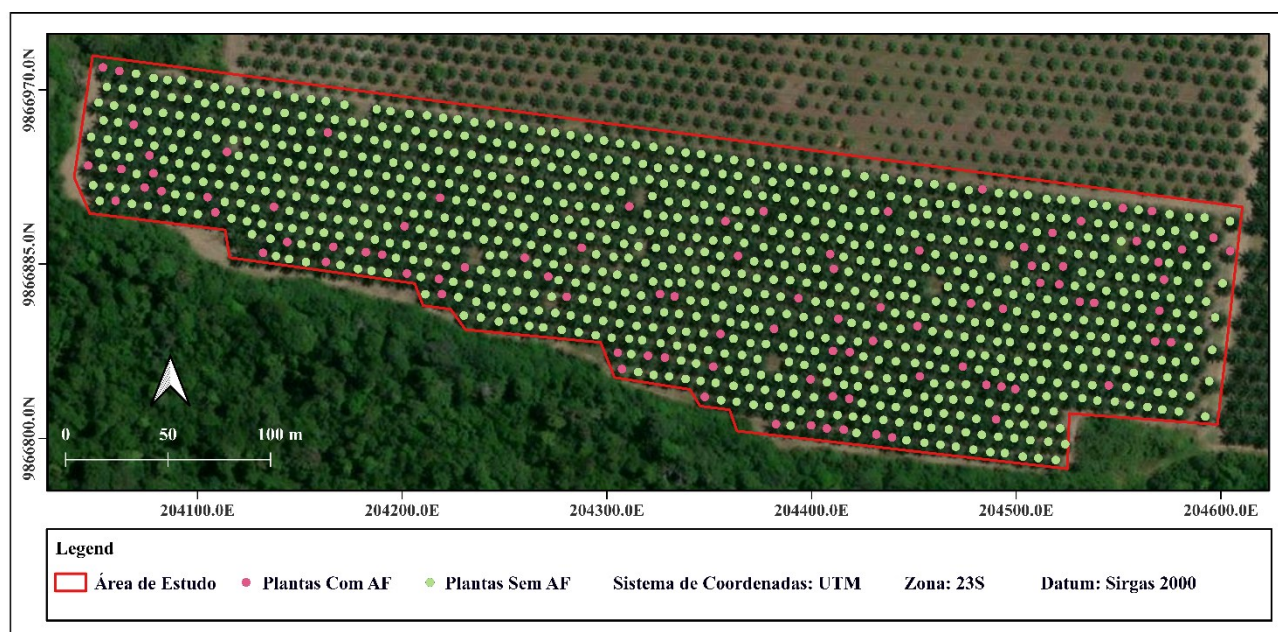 9866970.0N
9866885.0N
9866800.0N
0 50 100 m
204100.0E 204200.0E 204300.0E 204400.0E 204500.0E 204600.0E
Legend
Área de Estudo Plantas Com AF Plantas Sem AF Sistema de Coordenadas: UTM Zona: 23S Datum: Sirgas 2000